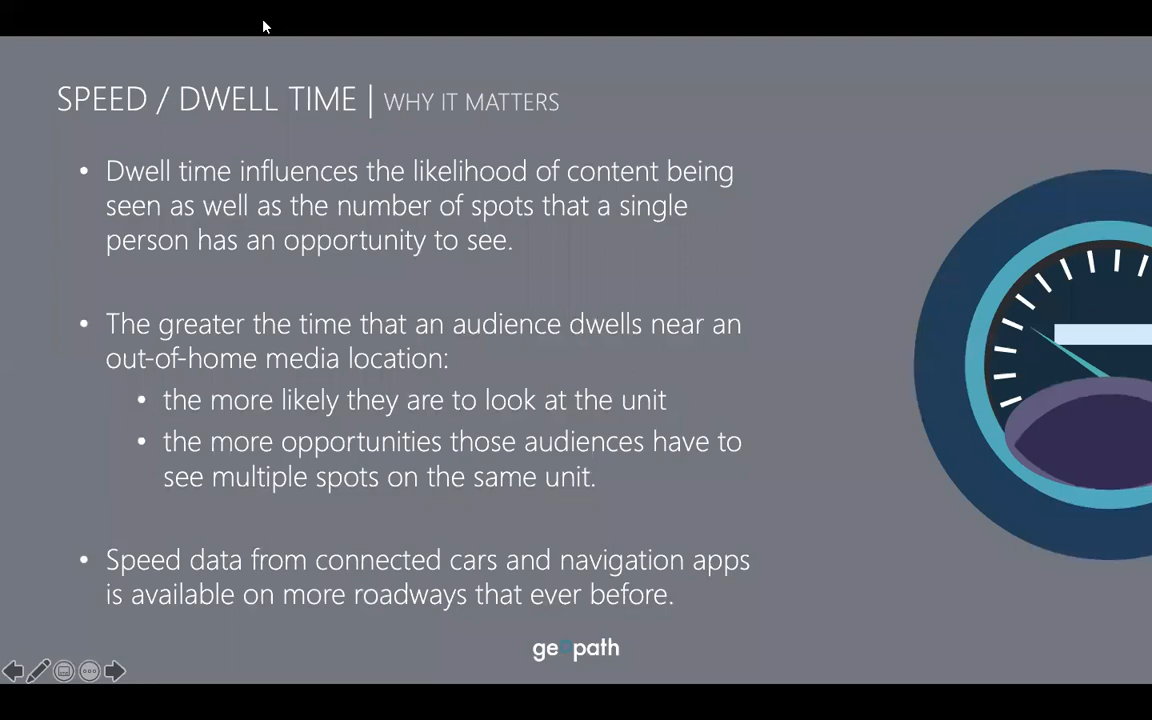 SPEED / DWELL TIME | WHY IT MATTERS
• Dwell time influences the likelihood of content being
seen as well as the number of spots that a single
person has an opportunity to see.
• The greater the time that an audience dwells near an
out-of-home media location:
• the more likely they are to look at the unit
• the more opportunities those audiences have to
see multiple spots on the same unit.
• Speed data from connected cars and navigation apps
is available on more roadways that ever before.
geopath